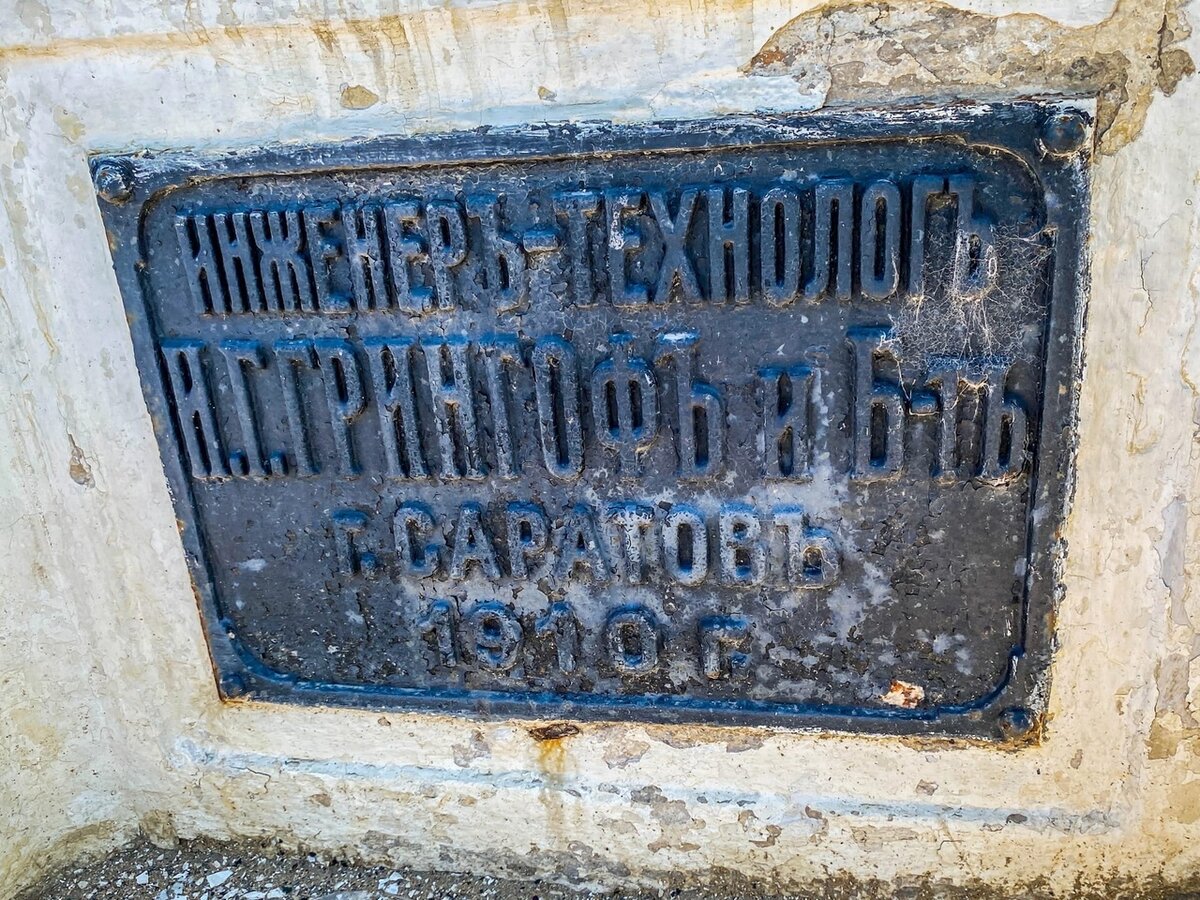 ИНЖЕНЕРЪ-ТЕХНОЛОГЪ
И.Г.ГРИНГОФЪ и Б-ТЬ
г. САРАТОВЪ
1910 г.